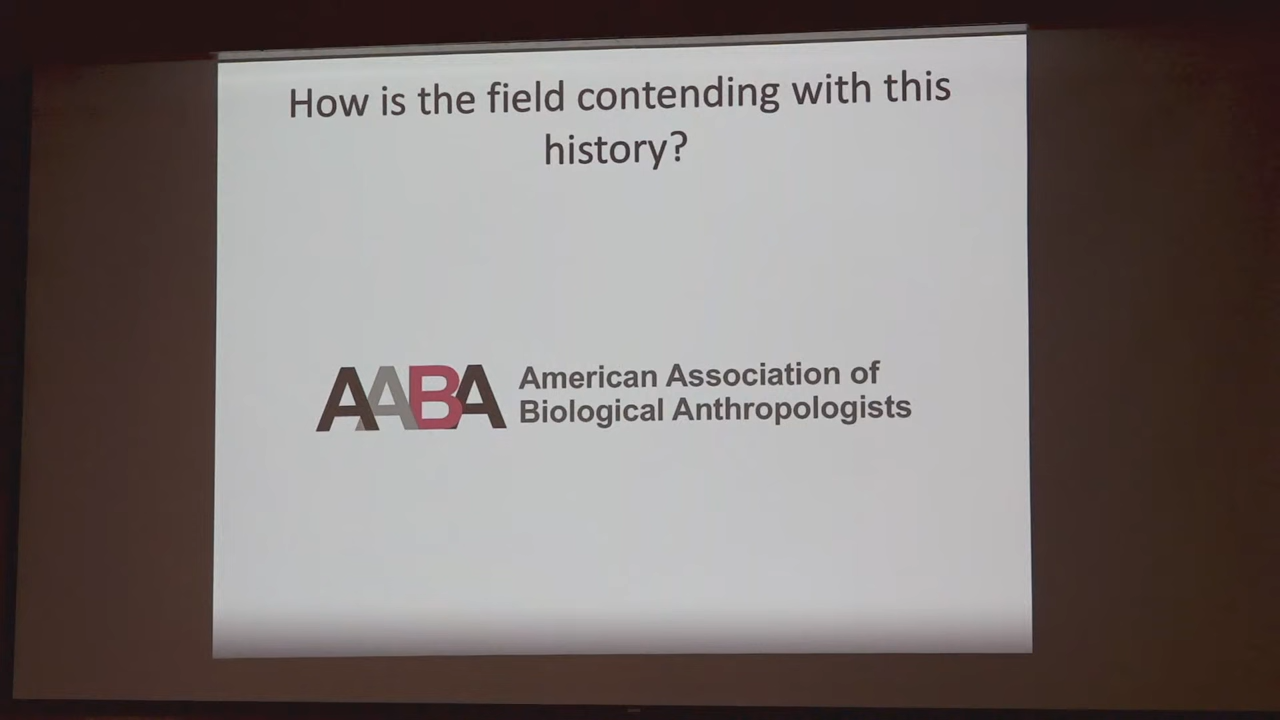 How is the field contending with this
history?
AABA
American Association of
Biological Anthropologists